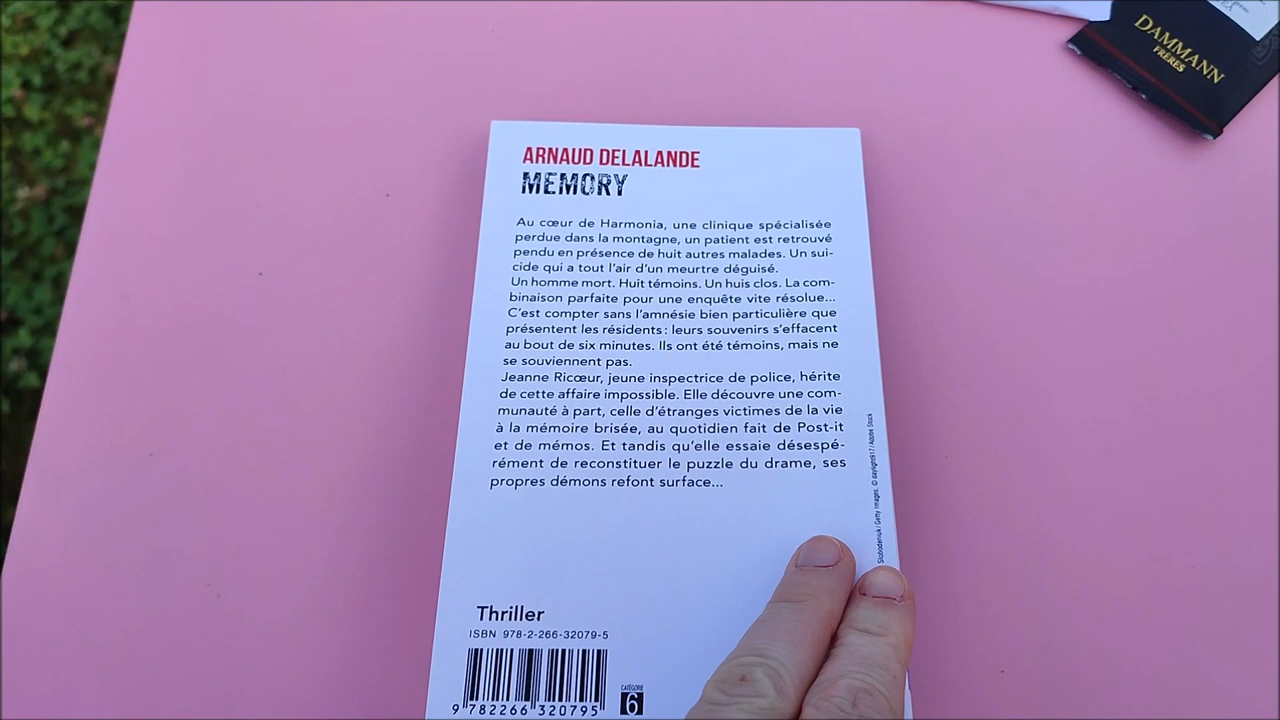 DAMMANN
FRÈRES
ARNAUD DELALANDE
MEMORY
Au cœur de Harmonia, une clinique spécialisée
perdue dans la montagne, un patient est retrouvé
pendu en présence de huit autres malades. Un sui-
cide qui a tout l'air d'un meurtre déguisé.
Un homme mort. Huit témoins. Un huis clos. La com-
binaison parfaite pour une enquête vite résolue...
C'est compter sans l'amnésie bien particulière que
présentent les résidents : leurs souvenirs s'effacent
au bout de six minutes. Ils ont été témoins, mais ne
se souviennent pas.
Jeanne Ricœur, jeune inspectrice de police, hérite
de cette affaire impossible. Elle découvre une com-
munauté à part, celle d'étranges victimes de la vie
à la mémoire brisée, au quotidien fait de Post-it
et de mémos. Et tandis qu'elle essaie désespé-
rément de reconstituer le puzzle du drame, ses
propres démons refont surface...
Slobodeniuk / Getty Images. © daylight917 / Adobe Stock
Thriller
ISBN 978-2-266-32079-5
9 782266 320795
CATÉGORIE
6